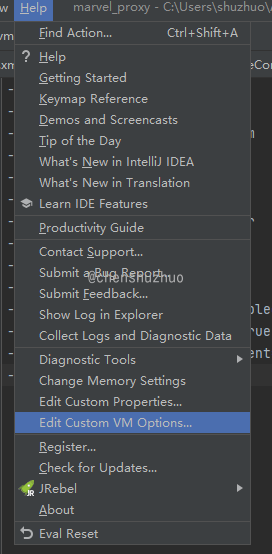 Help marvel_proxy - C:\Users\shuzhuo\
Find Action... Ctrl+Shift+A
Help
Getting Started
Keymap Reference
Demos and Screencasts
Tip of the Day
What's New in IntelliJ IDEA
What's New in Translation
Learn IDE Features
Productivity Guide
Contact Support...
Submit a Bug Report...
@chenshuzhuo
Submit Feedback...
Show Log in Explorer
Collect Logs and Diagnostic Data
Diagnostic Tools
Change Memory Settings
Edit Custom Properties...
Edit Custom VM Options...
Register...
Check for Updates...
JR JRebel
About
Eval Reset